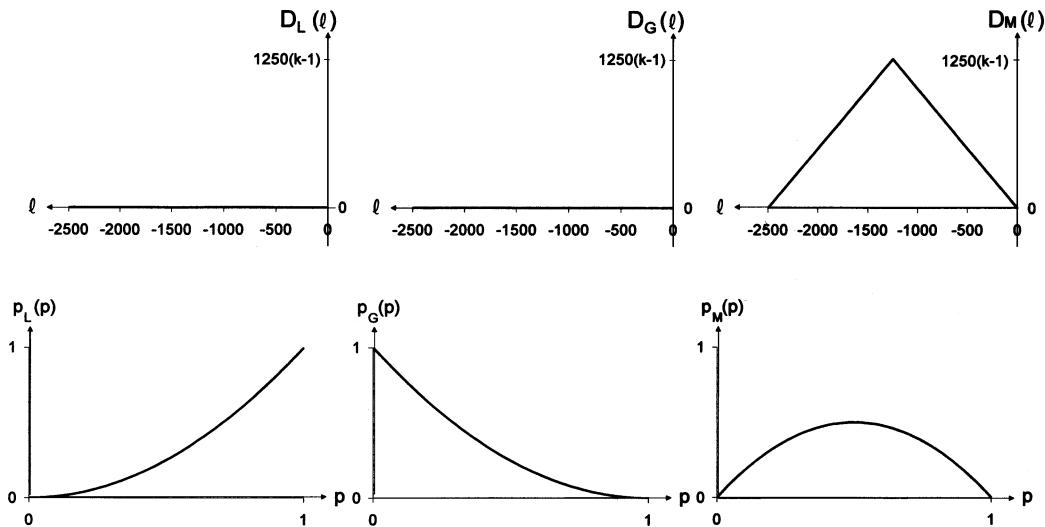 D_L (ℓ) D_G (ℓ) D_M (ℓ)
1250(k-1) 1250(k-1) 1250(k-1)
ℓ 0 ℓ 0 ℓ 0
-2500 -2000 -1500 -1000 -500 0 -2500 -2000 -1500 -1000 -500 0 -2500 -2000 -1500 -1000 -500 0
p_L(p) p_G(p) p_M(p)
1 1 1
0 p 0 p 0 p
0 1 0 1 0 1